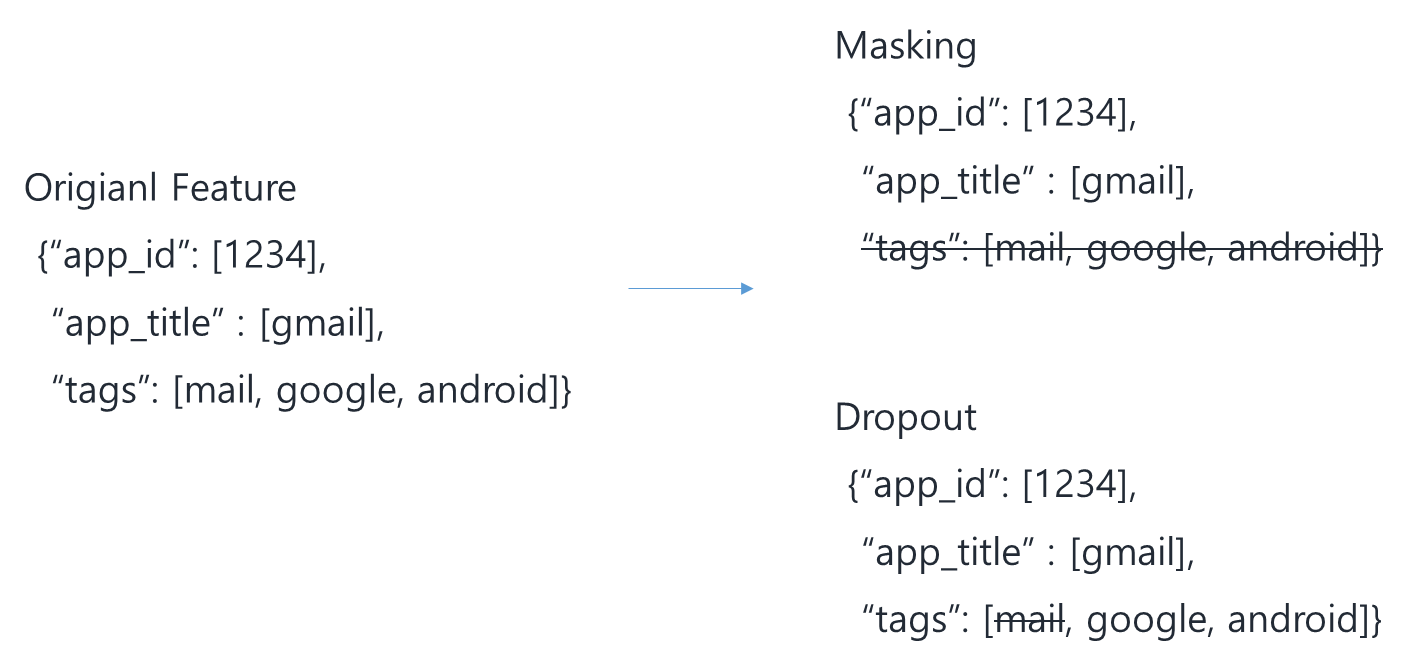 Origianl Feature
{“app_id”: [1234],
“app_title” : [gmail],
“tags”: [mail, google, android]}
Masking
{“app_id”: [1234],
“app_title” : [gmail],
“tags”: [mail, google, android]}
Dropout
{“app_id”: [1234],
“app_title” : [gmail],
“tags”: [mail, google, android]}